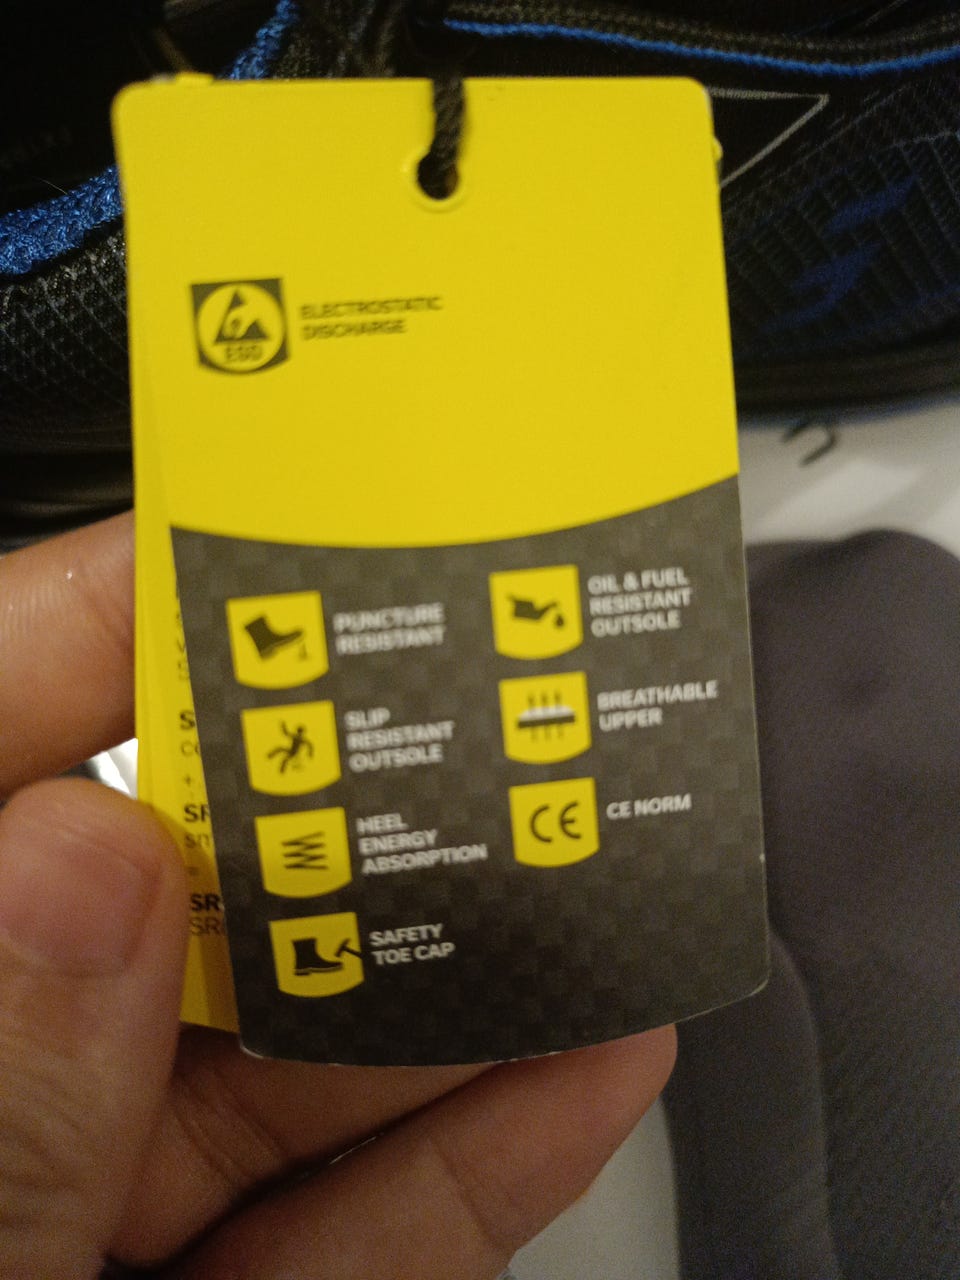 ESD
ELECTROSTATIC
DISCHARGE
PUNCTURE
RESISTANT
SLIP
RESISTANT
OUTSOLE
HEEL
ENERGY
ABSORPTION
SAFETY
TOE CAP
OIL & FUEL
RESISTANT
OUTSOLE
BREATHABLE
UPPER
CE
CE NORM
SR